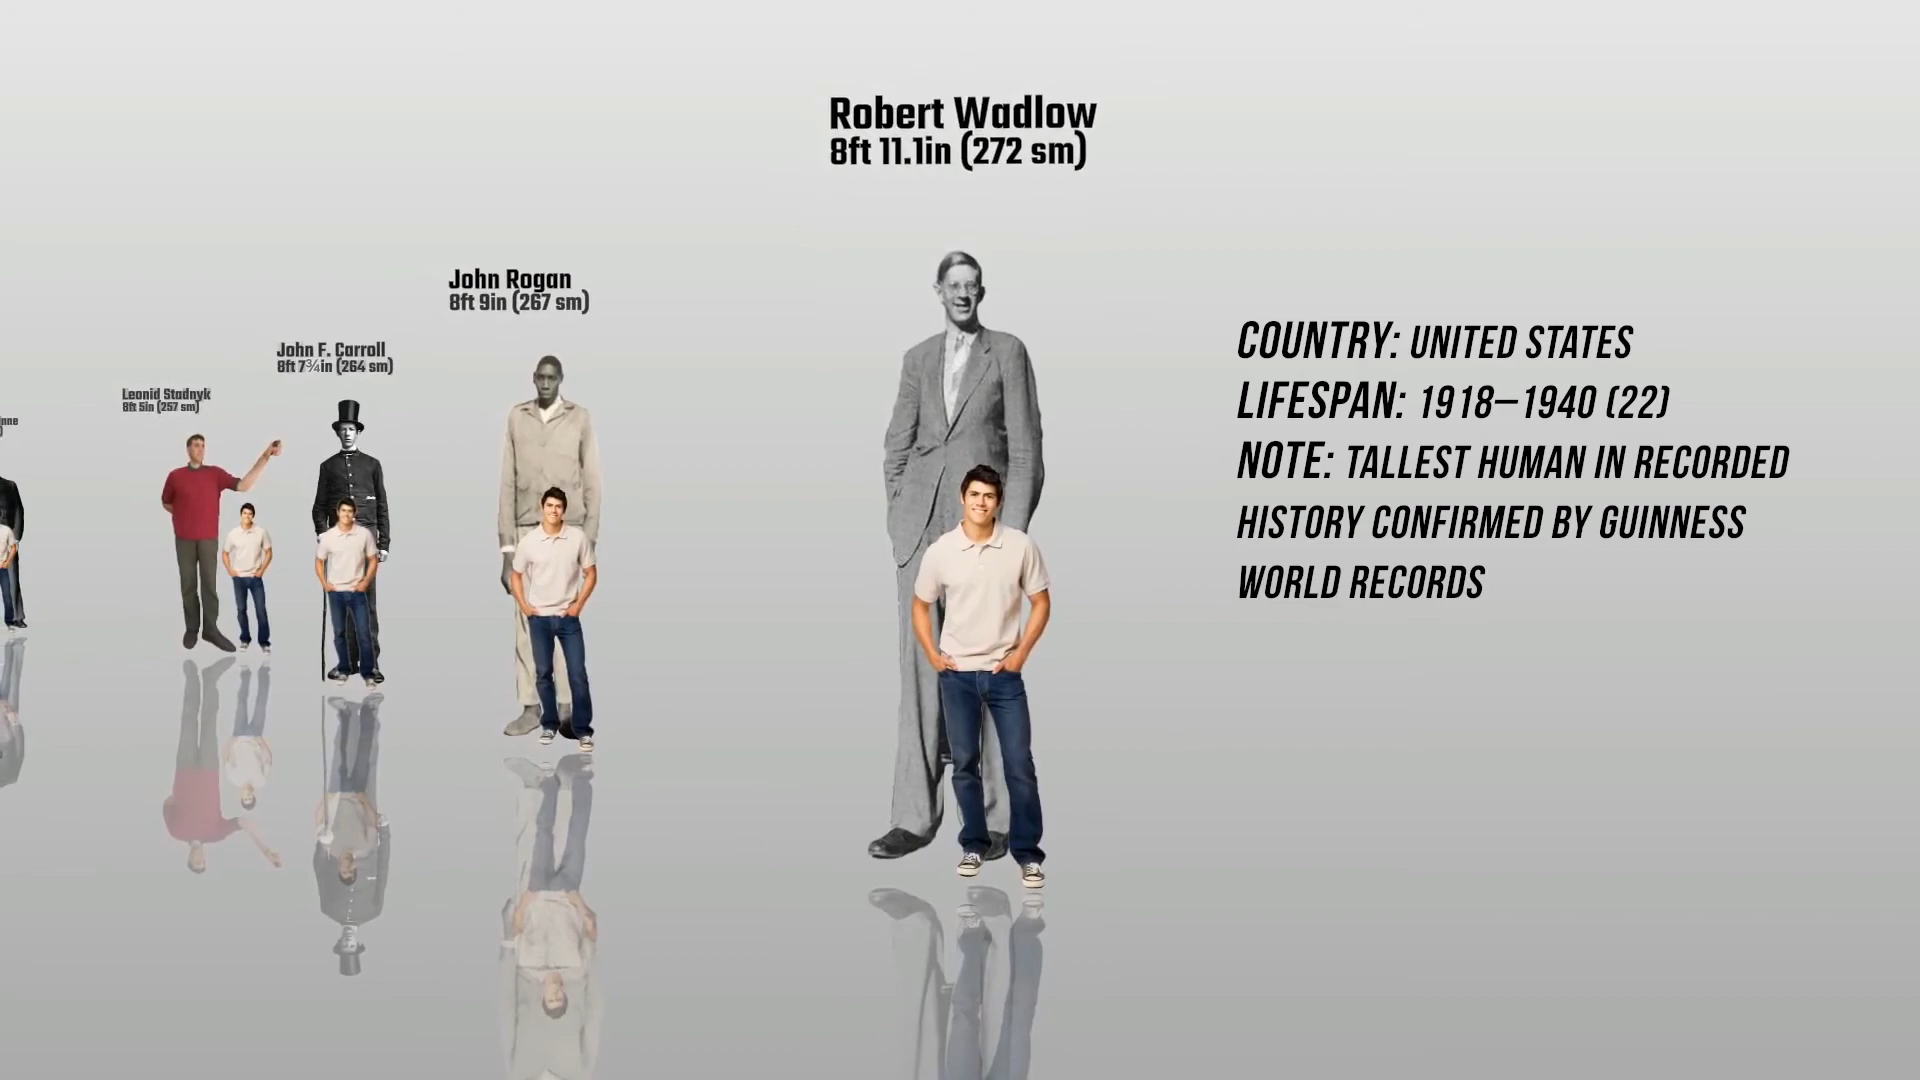 Robert Wadlow
8ft 11.1in (272 sm)
John Rogan
8ft 9in (267 sm)
John F. Carroll
8ft 7¾in (264 sm)
Leonid Stadnyk
8ft 5in (257 sm)
nne
)
COUNTRY: UNITED STATES
LIFESPAN: 1918–1940 (22)
NOTE: TALLEST HUMAN IN RECORDED
HISTORY CONFIRMED BY GUINNESS
WORLD RECORDS